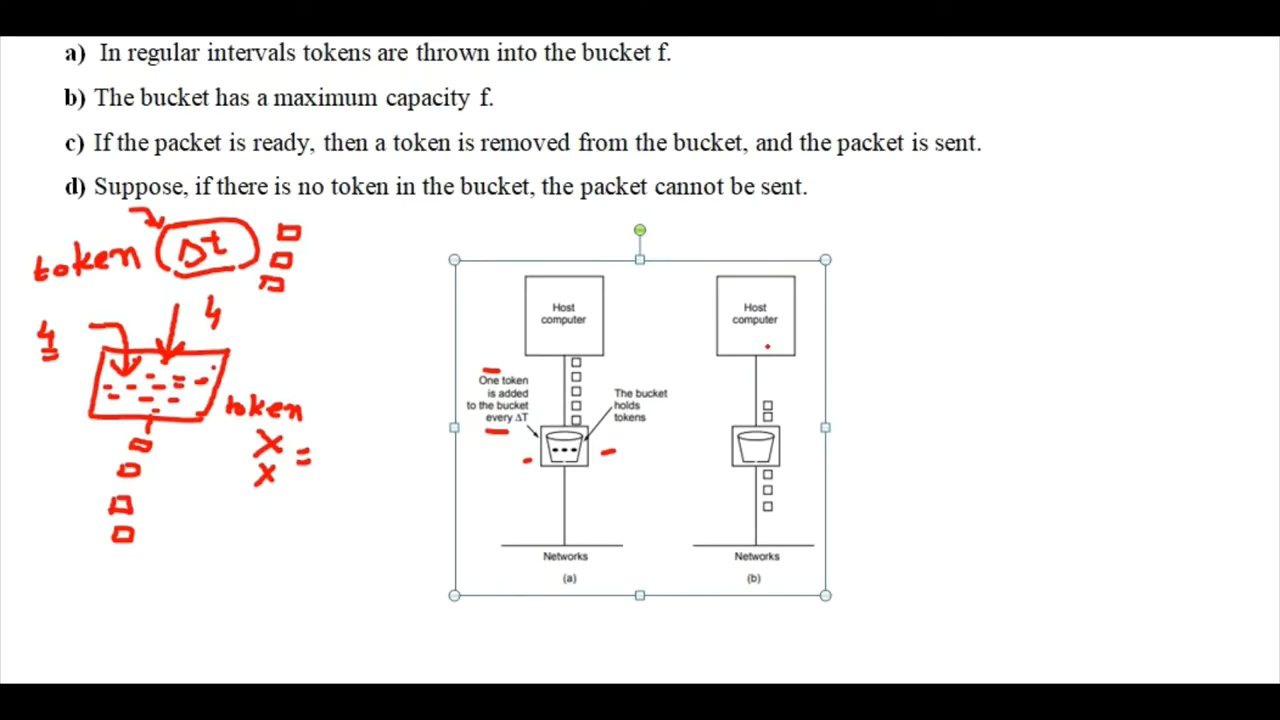 a) In regular intervals tokens are thrown into the bucket f.
b) The bucket has a maximum capacity f.
c) If the packet is ready, then a token is removed from the bucket, and the packet is sent.
d) Suppose, if there is no token in the bucket, the packet cannot be sent.
token Δt
4
4
token
x =
x
Host
computer
One token
is added
to the bucket
every ΔT
The bucket
holds
tokens
Networks
(a)
Host
computer
Networks
(b)